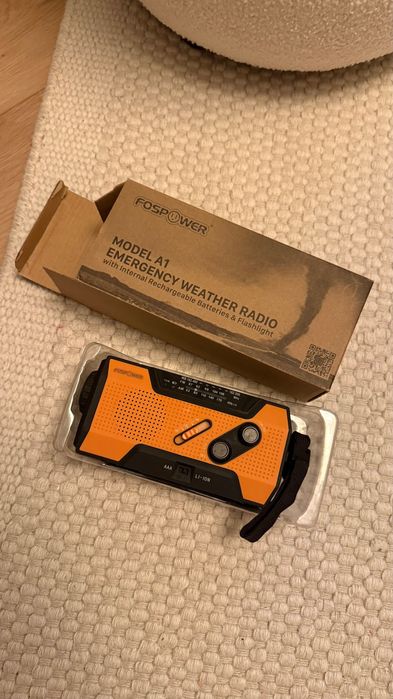 FOSPOWER
MODEL A1
EMERGENCY WEATHER RADIO
with Internal Rechargeable Batteries & Flashlight
FOSPOWER
AAA
LI-ION